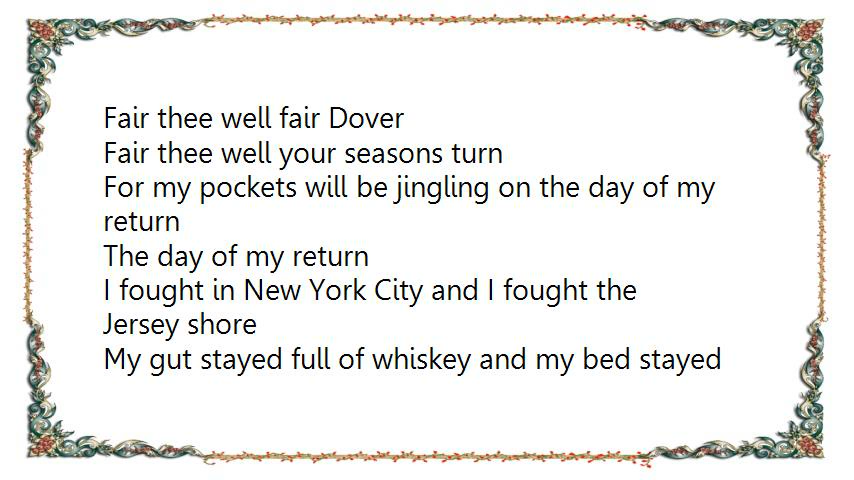 Fair thee well fair Dover
Fair thee well your seasons turn
For my pockets will be jingling on the day of my
return
The day of my return
I fought in New York City and I fought the
Jersey shore
My gut stayed full of whiskey and my bed stayed